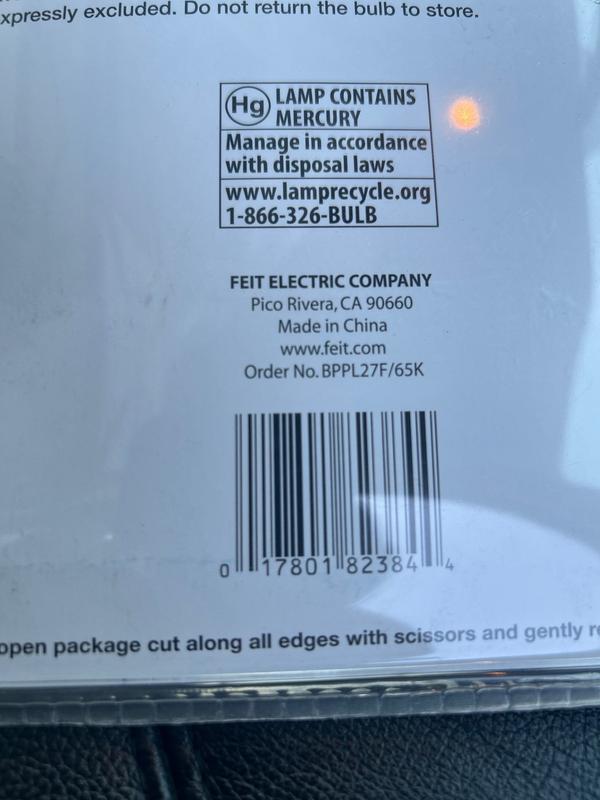 xpressly excluded. Do not return the bulb to store.
Hg LAMP CONTAINS
MERCURY
Manage in accordance
with disposal laws
www.lamprecycle.org
1-866-326-BULB
FEIT ELECTRIC COMPANY
Pico Rivera, CA 90660
Made in China
www.feit.com
Order No. BPPL27F/65K
0 17801 82384 4
open package cut along all edges with scissors and gently re